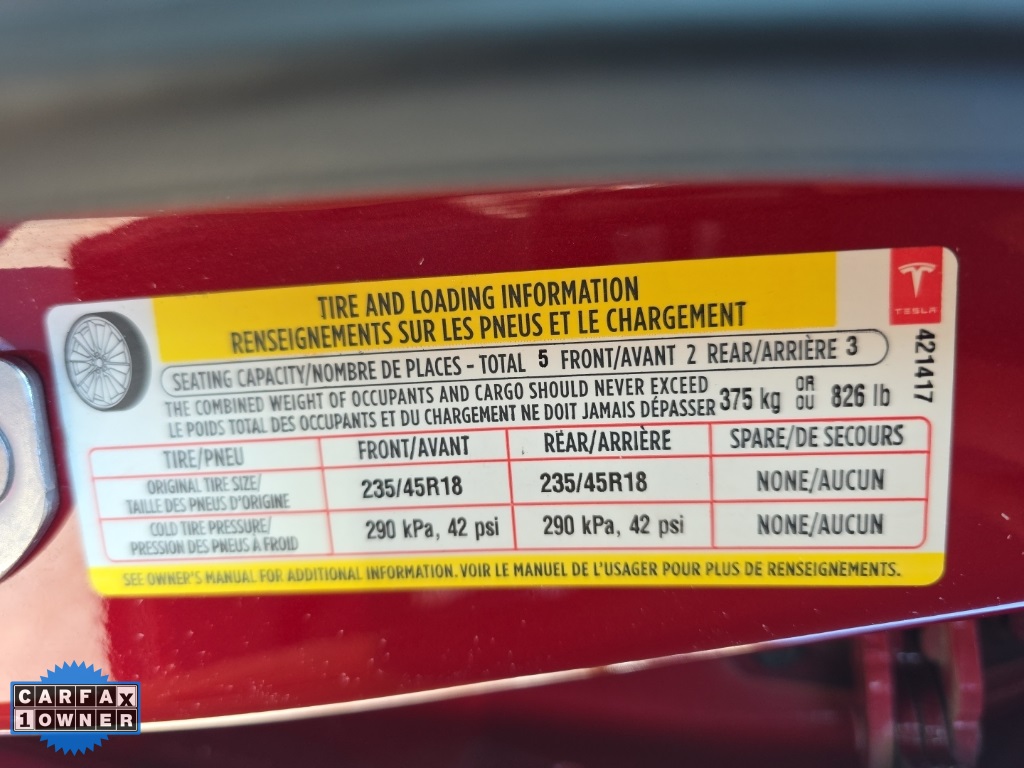 TIRE AND LOADING INFORMATION
RENSEIGNEMENTS SUR LES PNEUS ET LE CHARGEMENT
TESLA
421417
SEATING CAPACITY/NOMBRE DE PLACES - TOTAL 5 FRONT/AVANT 2 REAR/ARRIÈRE 3
THE COMBINED WEIGHT OF OCCUPANTS AND CARGO SHOULD NEVER EXCEED
LE POIDS TOTAL DES OCCUPANTS ET DU CHARGEMENT NE DOIT JAMAIS DÉPASSER
375 kg OR OU 826 lb
TIRE/PNEU FRONT/AVANT REAR/ARRIÈRE SPARE/DE SECOURS
ORIGINAL TIRE SIZE/
TAILLE DES PNEUS D'ORIGINE
235/45R18 235/45R18 NONE/AUCUN
COLD TIRE PRESSURE/
PRESSION DES PNEUS À FROID
290 kPa, 42 psi 290 kPa, 42 psi NONE/AUCUN
SEE OWNER'S MANUAL FOR ADDITIONAL INFORMATION. VOIR LE MANUEL DE L'USAGER POUR PLUS DE RENSEIGNEMENTS.
CARFAX
1 OWNER